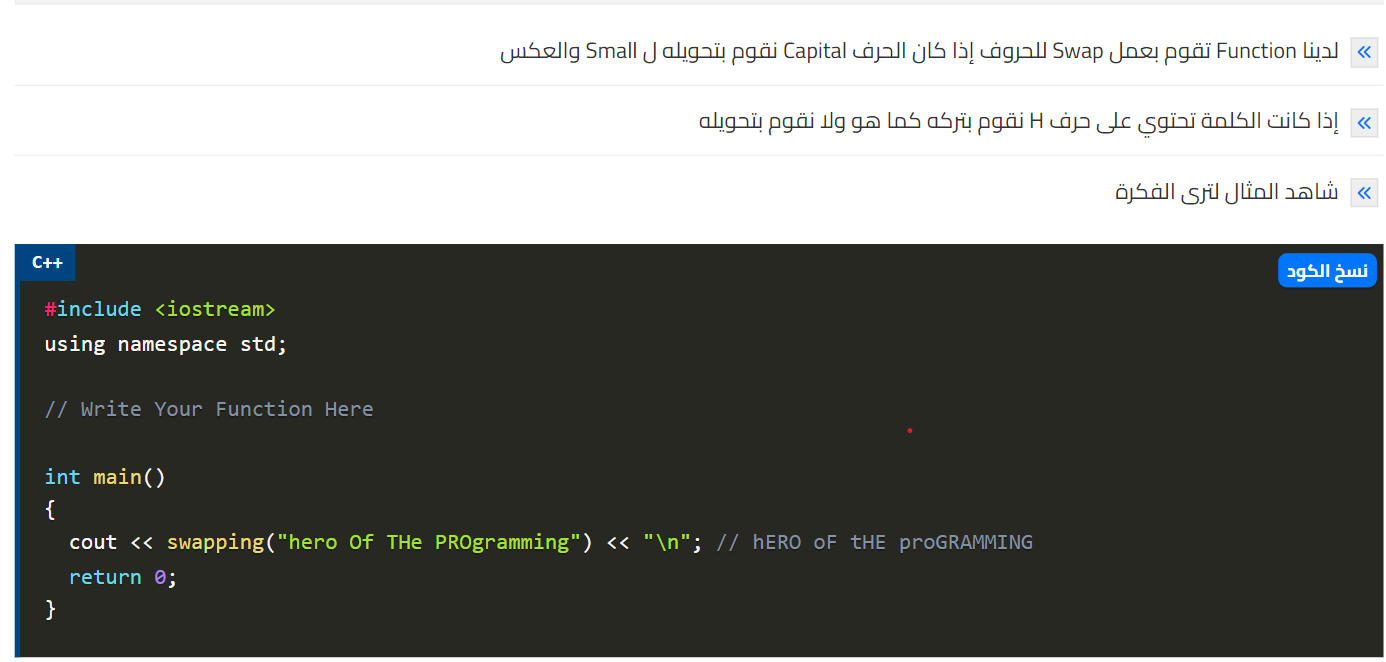 لدينا Function تقوم بعمل Swap للحروف إذا كان الحرف Capital نقوم بتحويله ل Small والعكس
إذا كانت الكلمة تحتوي على حرف H نقوم بتركه كما هو ولا نقوم بتحويله
شاهد المثال لترى الفكرة
C++
نسخ الكود
#include <iostream>
using namespace std;
// Write Your Function Here
int main()
{
  cout << swapping("hero Of THe PROgramming") << "\n"; // hERO oF tHE proGRAMMING
  return 0;
}